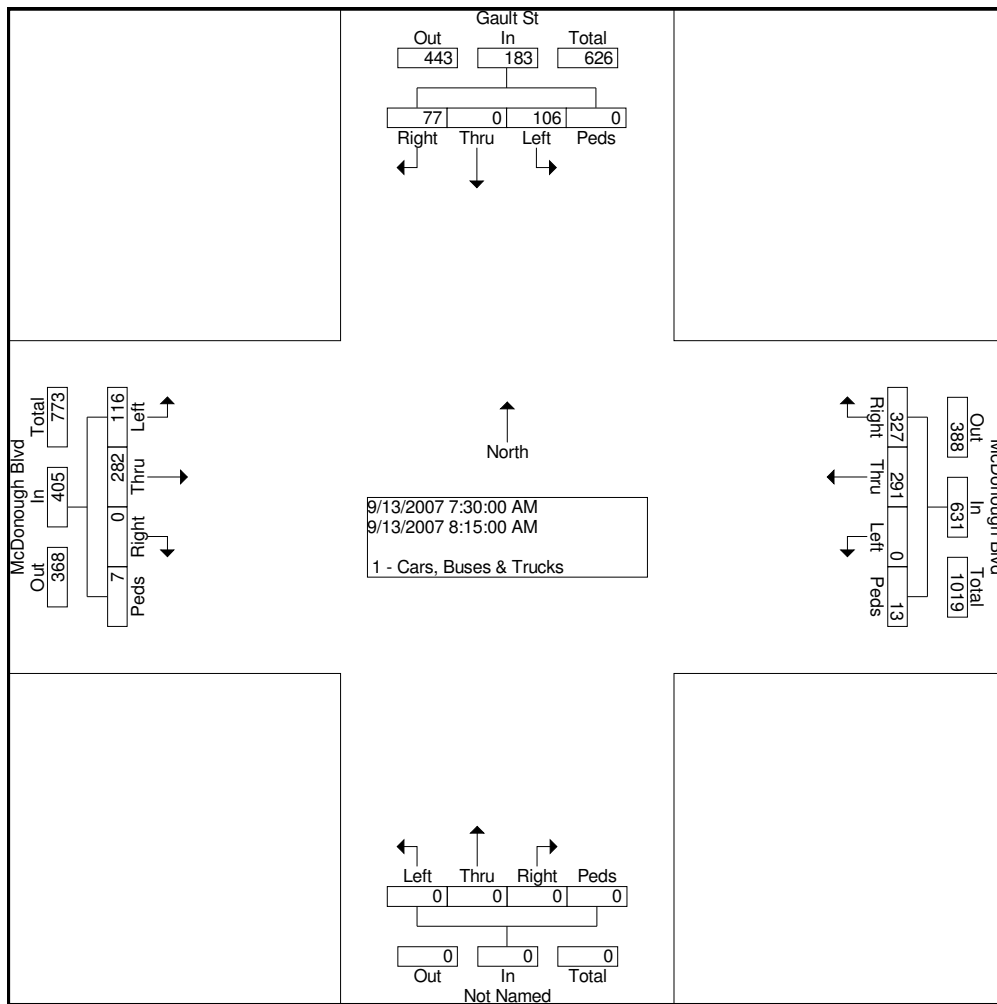 Gault St
Out In Total
443 183 626
77 0 106 0
Right Thru Left Peds
McDonough Blvd
Total In Out
773 405 368
116 282 0 7
Left Thru Right Peds
North
9/13/2007 7:30:00 AM
9/13/2007 8:15:00 AM
1 - Cars, Buses & Trucks
Right Thru Left Peds
327 291 0 13
Out In Total
388 631 1019
McDonough Blvd
Left Thru Right Peds
0 0 0 0
0 0 0
Out In Total
Not Named